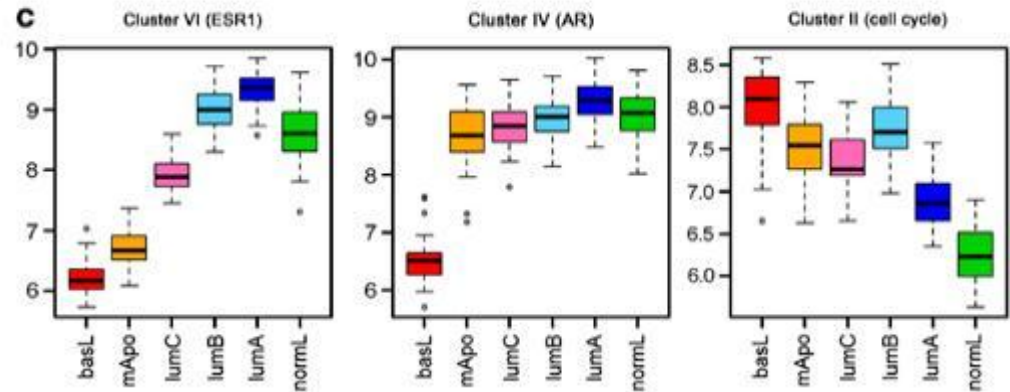 C
Cluster VI (ESR1)
Cluster IV (AR)
Cluster II (cell cycle)
10
9
8
7
6
basL
mApo
lumC
lumB
lumA
normL
10
9
8
7
6
basL
mApo
lumC
lumB
lumA
normL
8.5
8.0
7.5
7.0
6.5
6.0
basL
mApo
lumC
lumB
lumA
normL